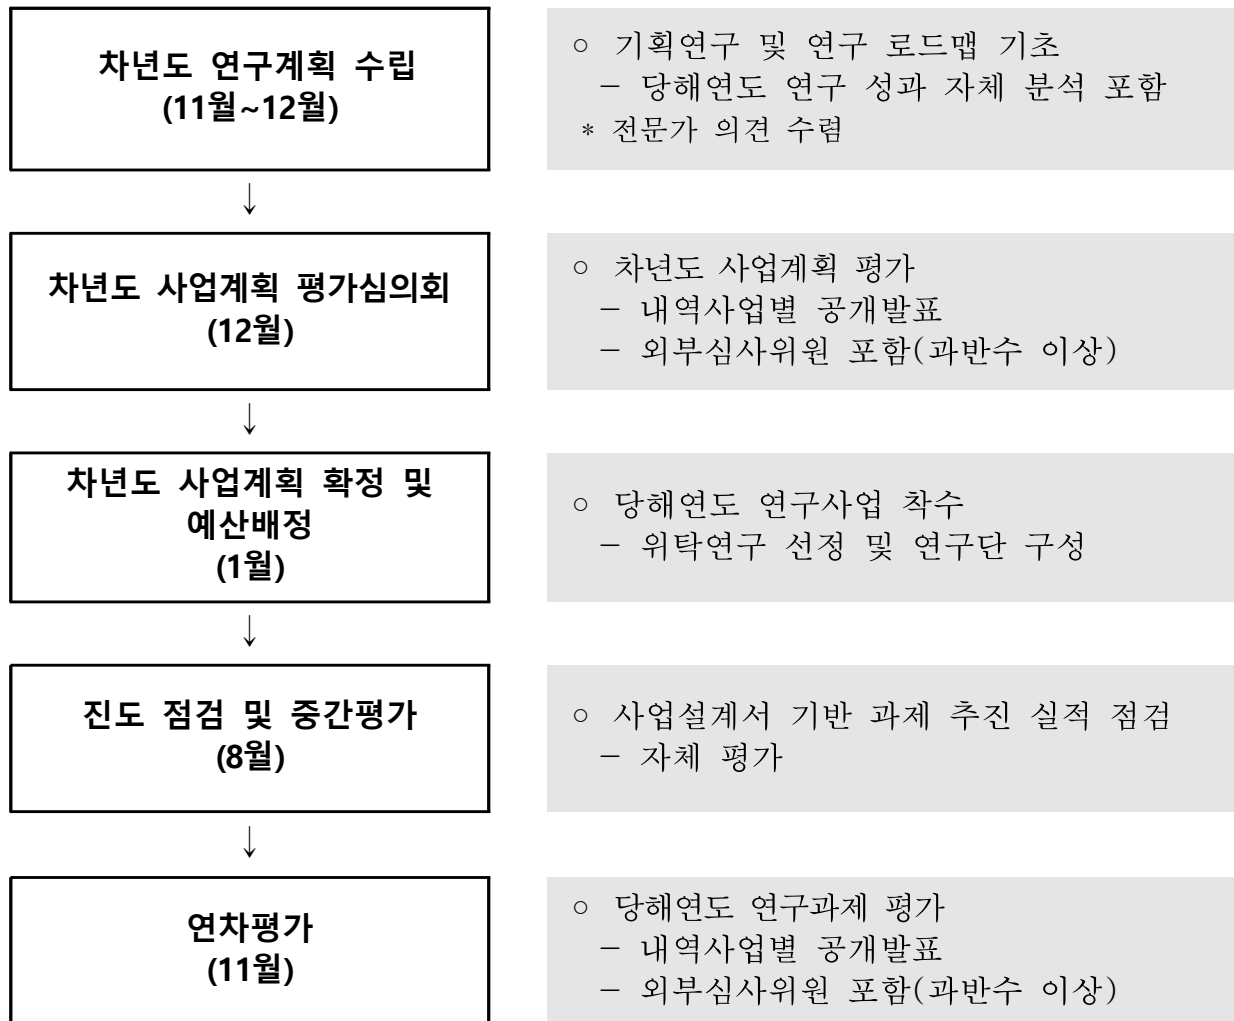 차년도 연구계획 수립
(11월~12월)
○ 기획연구 및 연구 로드맵 기초
－ 당해연도 연구 성과 자체 분석 포함
* 전문가 의견 수렴
↓
차년도 사업계획 평가심의회
(12월)
○ 차년도 사업계획 평가
－ 내역사업별 공개발표
－ 외부심사위원 포함(과반수 이상)
↓
차년도 사업계획 확정 및
예산배정
(1월)
○ 당해연도 연구사업 착수
－ 위탁연구 선정 및 연구단 구성
↓
진도 점검 및 중간평가
(8월)
○ 사업설계서 기반 과제 추진 실적 점검
－ 자체 평가
↓
연차평가
(11월)
○ 당해연도 연구과제 평가
－ 내역사업별 공개발표
－ 외부심사위원 포함(과반수 이상)